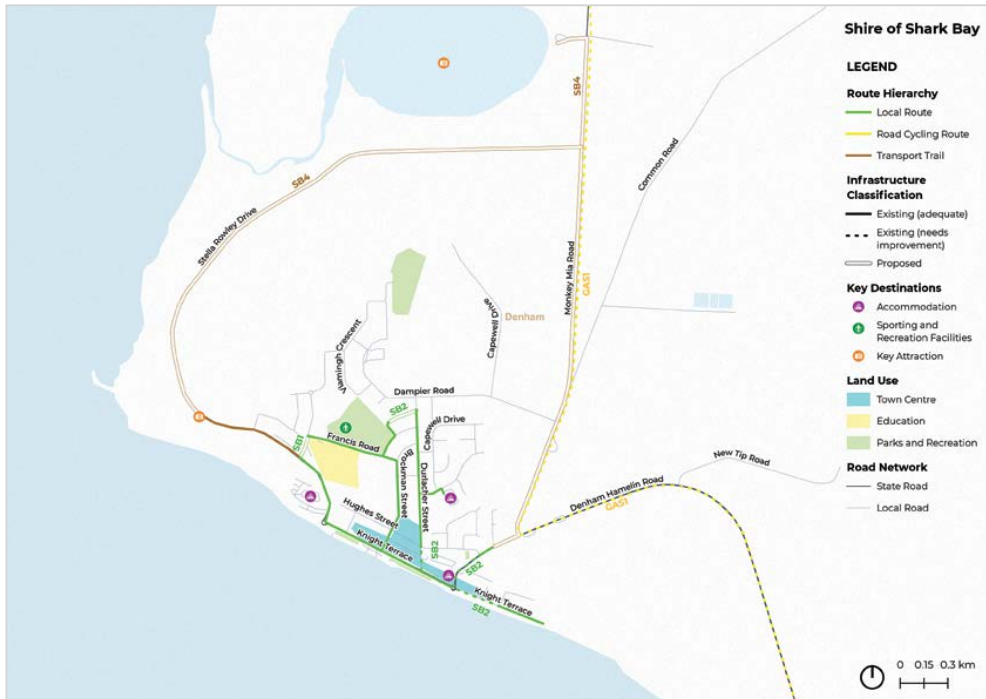 Shire of Shark Bay
LEGEND
Route Hierarchy
Local Route
Road Cycling Route
Transport Trail
Infrastructure
Classification
Existing (adequate)
Existing (needs
improvement)
Proposed
Key Destinations
Accommodation
Sporting and
Recreation Facilities
Key Attraction
Land Use
Town Centre
Education
Parks and Recreation
Road Network
State Road
Local Road
0 0.15 0.3 km
SB4
SB4
Common Road
Stella Rowley Drive
Monkey Mia Road
GAS1
Capewell Drive
Denham
Vlamingh Crescent
Dampier Road
SB2
Capewell Drive
SB1
Francis Road
Brockman Street
Durlacher Street
New Tip Road
Denham Hamelin Road
GAS1
Hughes Street
Knight Terrace
SB2
SB2
Knight Terrace
SB2